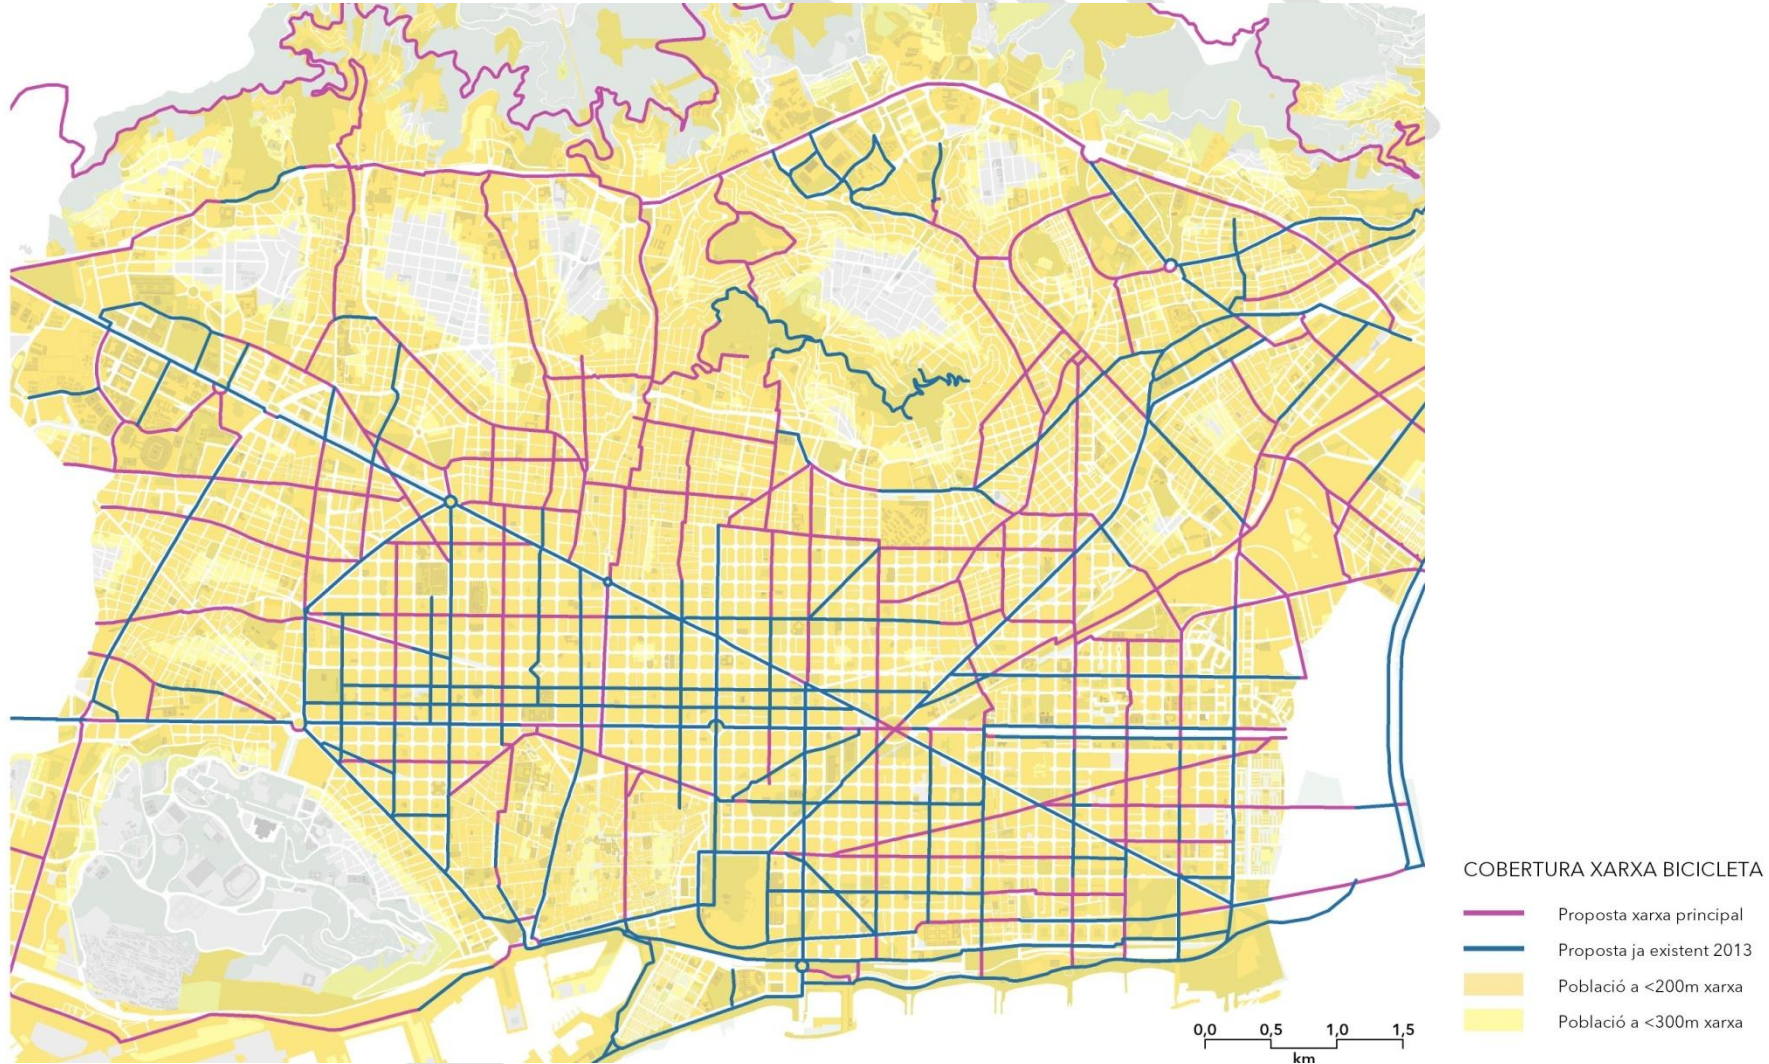 COBERTURA XARXA BICICLETA
Proposta xarxa principal
Proposta ja existent 2013
Població a <200m xarxa
Població a <300m xarxa
0,0 0,5 1,0 1,5
km